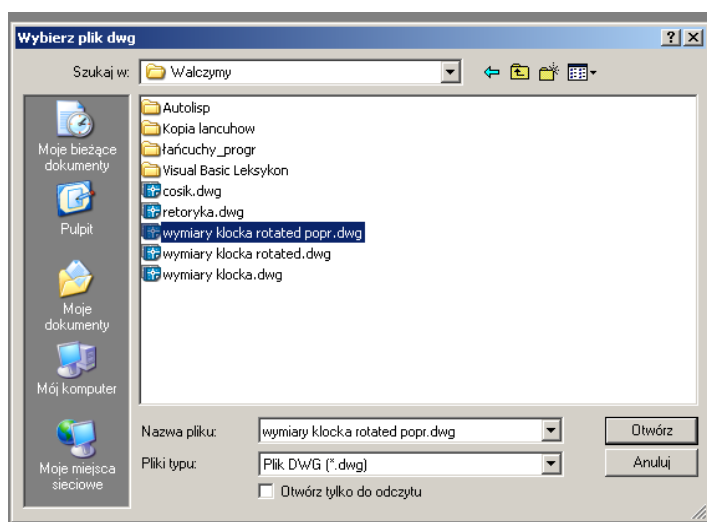 Wybierz plik dwg
Szukaj w: Walczymy
Moje bieżące
dokumenty
Pulpit
Moje
dokumenty
Mój komputer
Moje miejsca
sieciowe
Autolisp
Kopia lancuhow
łańcuchy_progr
Visual Basic Leksykon
cosik.dwg
retoryka.dwg
wymiary klocka rotated popr.dwg
wymiary klocka rotated.dwg
wymiary klocka.dwg
Nazwa pliku: wymiary klocka rotated popr.dwg Otwórz
Pliki typu: Plik DWG (*.dwg) Anuluj
Otwórz tylko do odczytu